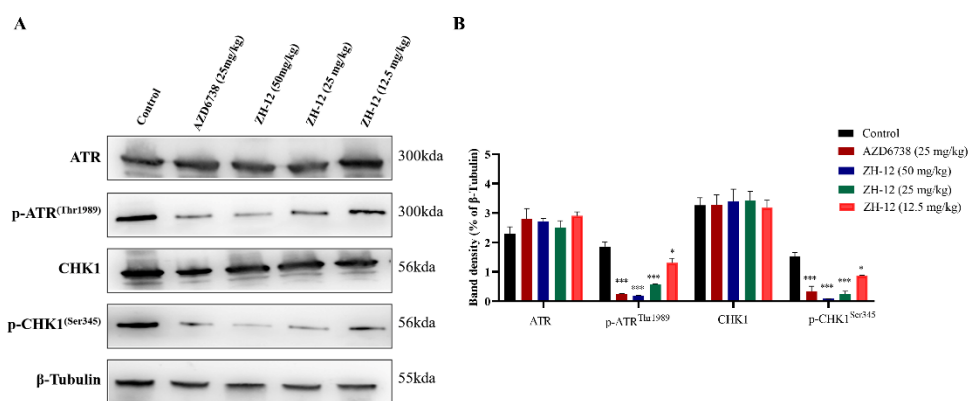 A
Control
AZD6738 (25mg/kg)
ZH-12 (50mg/kg)
ZH-12 (25 mg/kg)
ZH-12 (12.5 mg/kg)
ATR 300kda
p-ATR(Thr1989) 300kda
CHK1 56kda
p-CHK1(Ser345) 56kda
β-Tubulin 55kda
B
Control
AZD6738 (25 mg/kg)
ZH-12 (50 mg/kg)
ZH-12 (25 mg/kg)
ZH-12 (12.5 mg/kg)
Band density (% of β-Tubulin)
5
4
3
2
1
0
*** *** *** *
*** *** *** *
ATR p-ATRThr1989 CHK1 p-CHK1Ser345